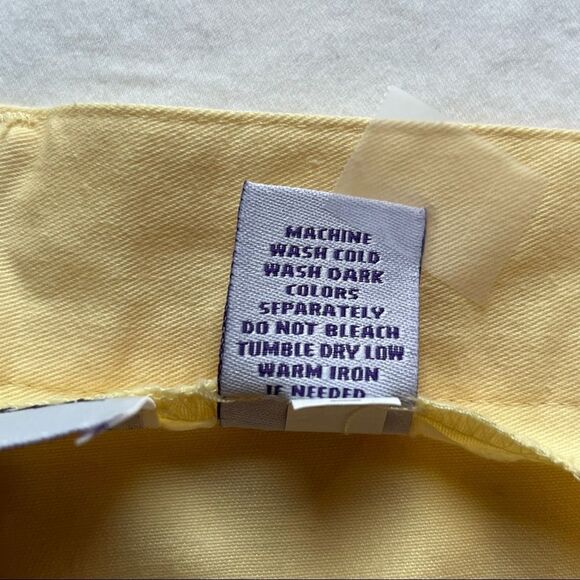 MACHINE
WASH COLD
WASH DARK
COLORS
SEPARATELY
DO NOT BLEACH
TUMBLE DRY LOW
WARM IRON
IF NEEDED